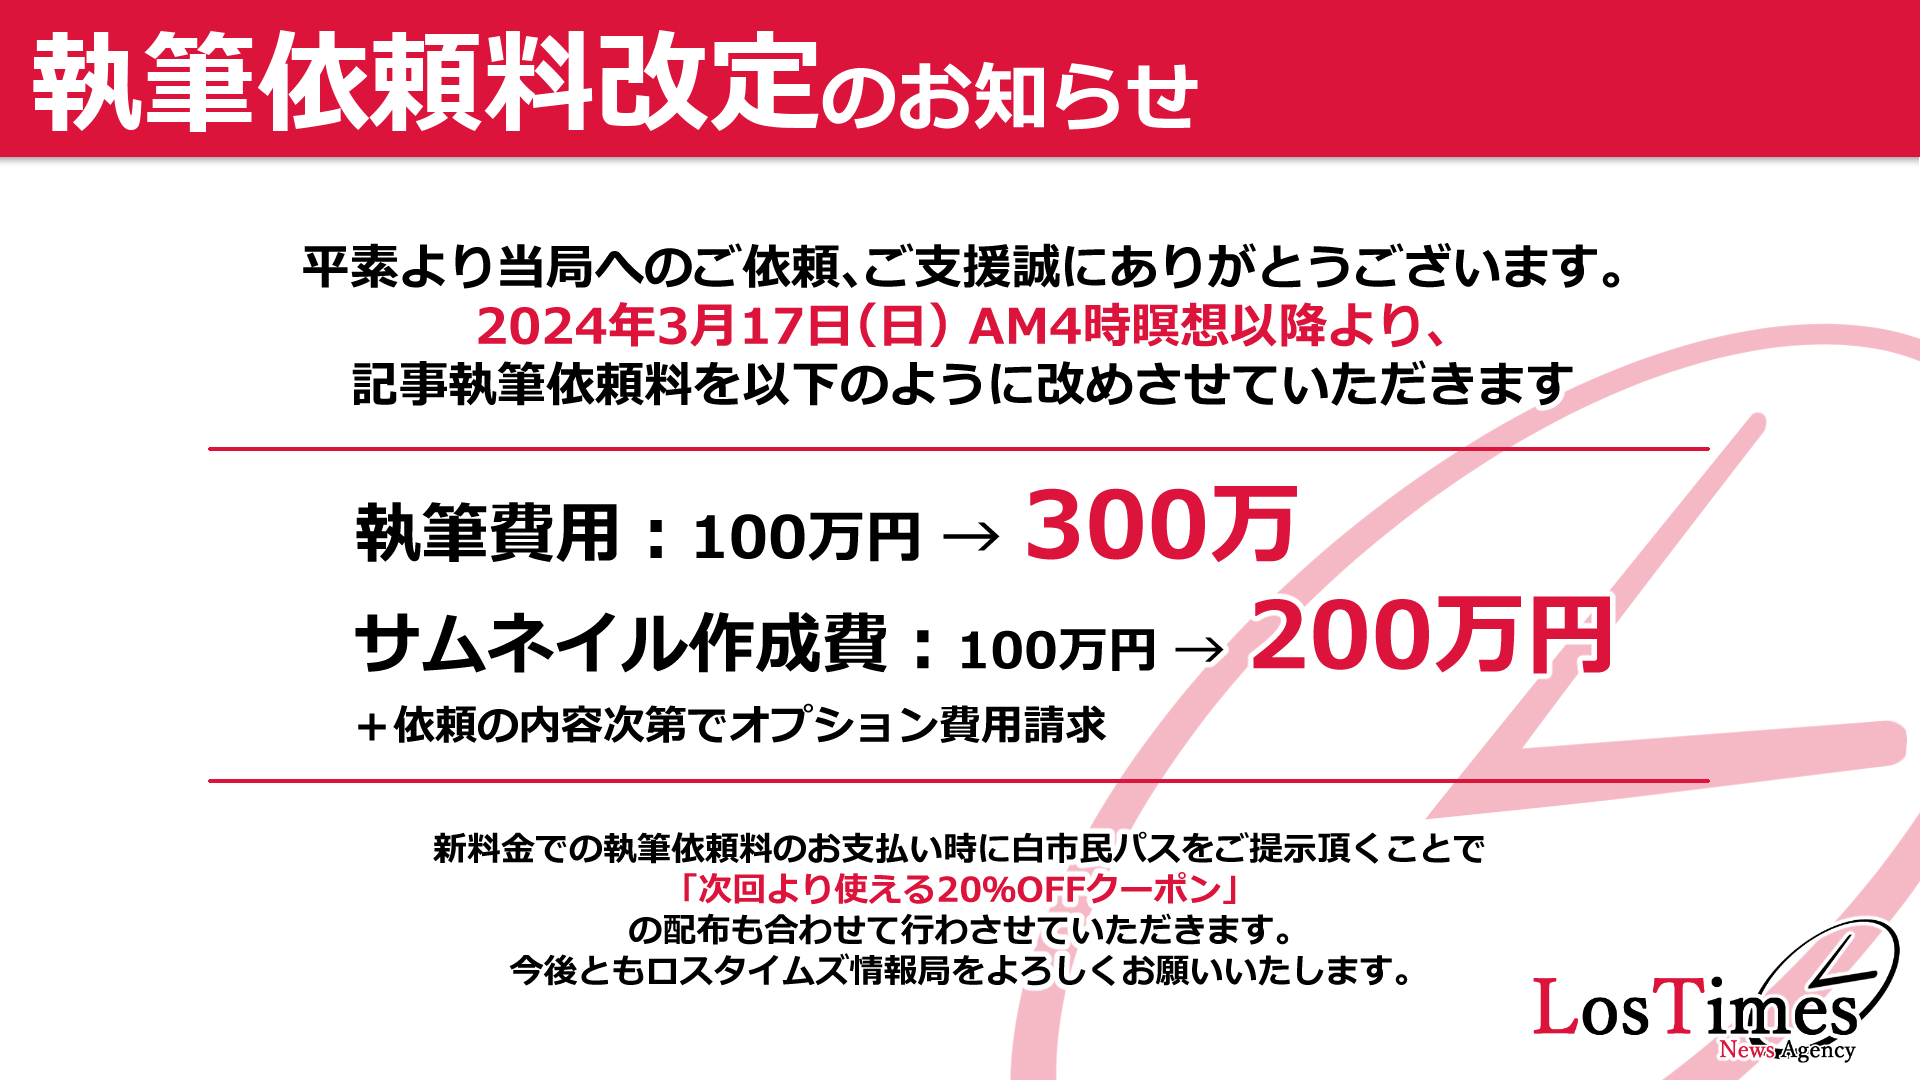 執筆依頼料改定のお知らせ
平素より当局へのご依頼、ご支援誠にありがとうございます。
2024年3月17日（日） AM4時瞑想以降より、
記事執筆依頼料を以下のように改めさせていただきます
執筆費用：100万円 → 300万
サムネイル作成費：100万円 → 200万円
＋依頼の内容次第でオプション費用請求
新料金での執筆依頼料のお支払い時に白市民パスをご提示頂くことで
「次回より使える20%OFFクーポン」
の配布も合わせて行わさせていただきます。
今後ともロスタイムズ情報局をよろしくお願いいたします。
LosTimes
News Agency